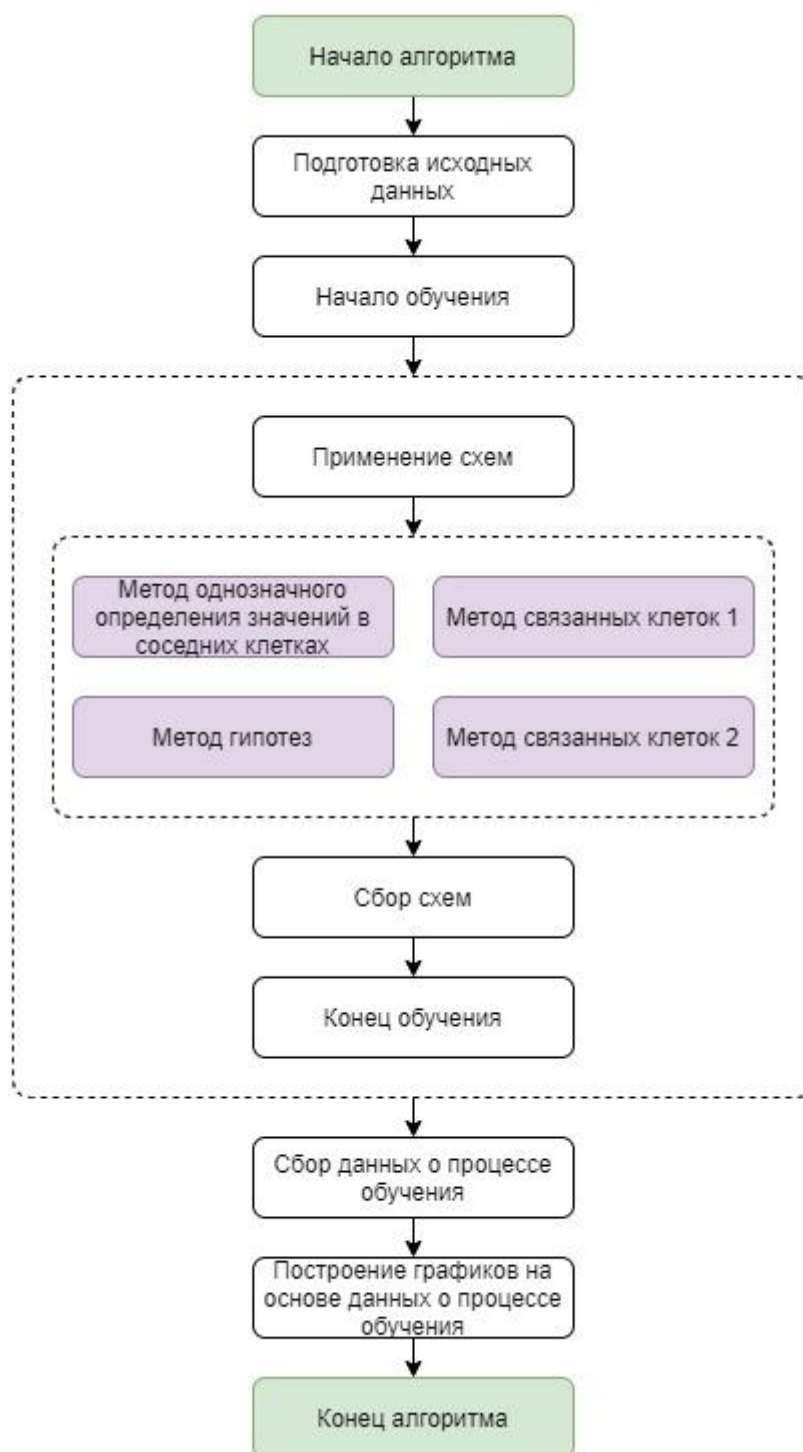 Начало алгоритма
Подготовка исходных
данных
Начало обучения
Применение схем
Метод однозначного
определения значений в
соседних клетках
Метод связанных клеток 1
Метод гипотез
Метод связанных клеток 2
Сбор схем
Конец обучения
Сбор данных о процессе
обучения
Построение графиков на
основе данных о процессе
обучения
Конец алгоритма